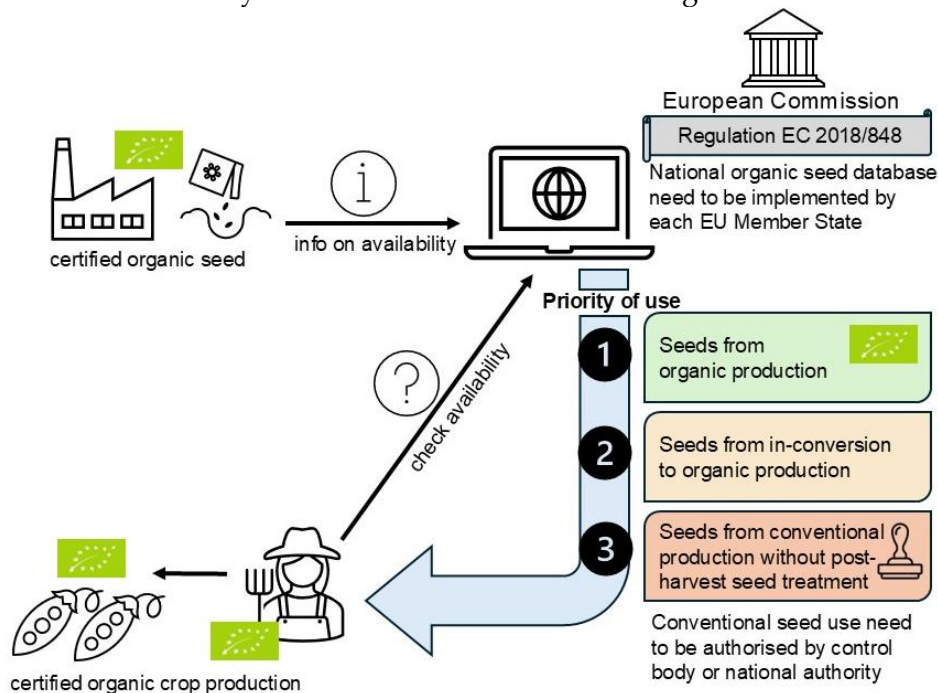 European Commission
Regulation EC 2018/848
National organic seed database
need to be implemented by
each EU Member State
i
info on availability
certified organic seed
Priority of use
1
Seeds from
organic production
?
check availability
2
Seeds from in-conversion
to organic production
3
Seeds from conventional
production without post-
harvest seed treatment
Conventional seed use need
to be authorised by control
body or national authority
certified organic crop production